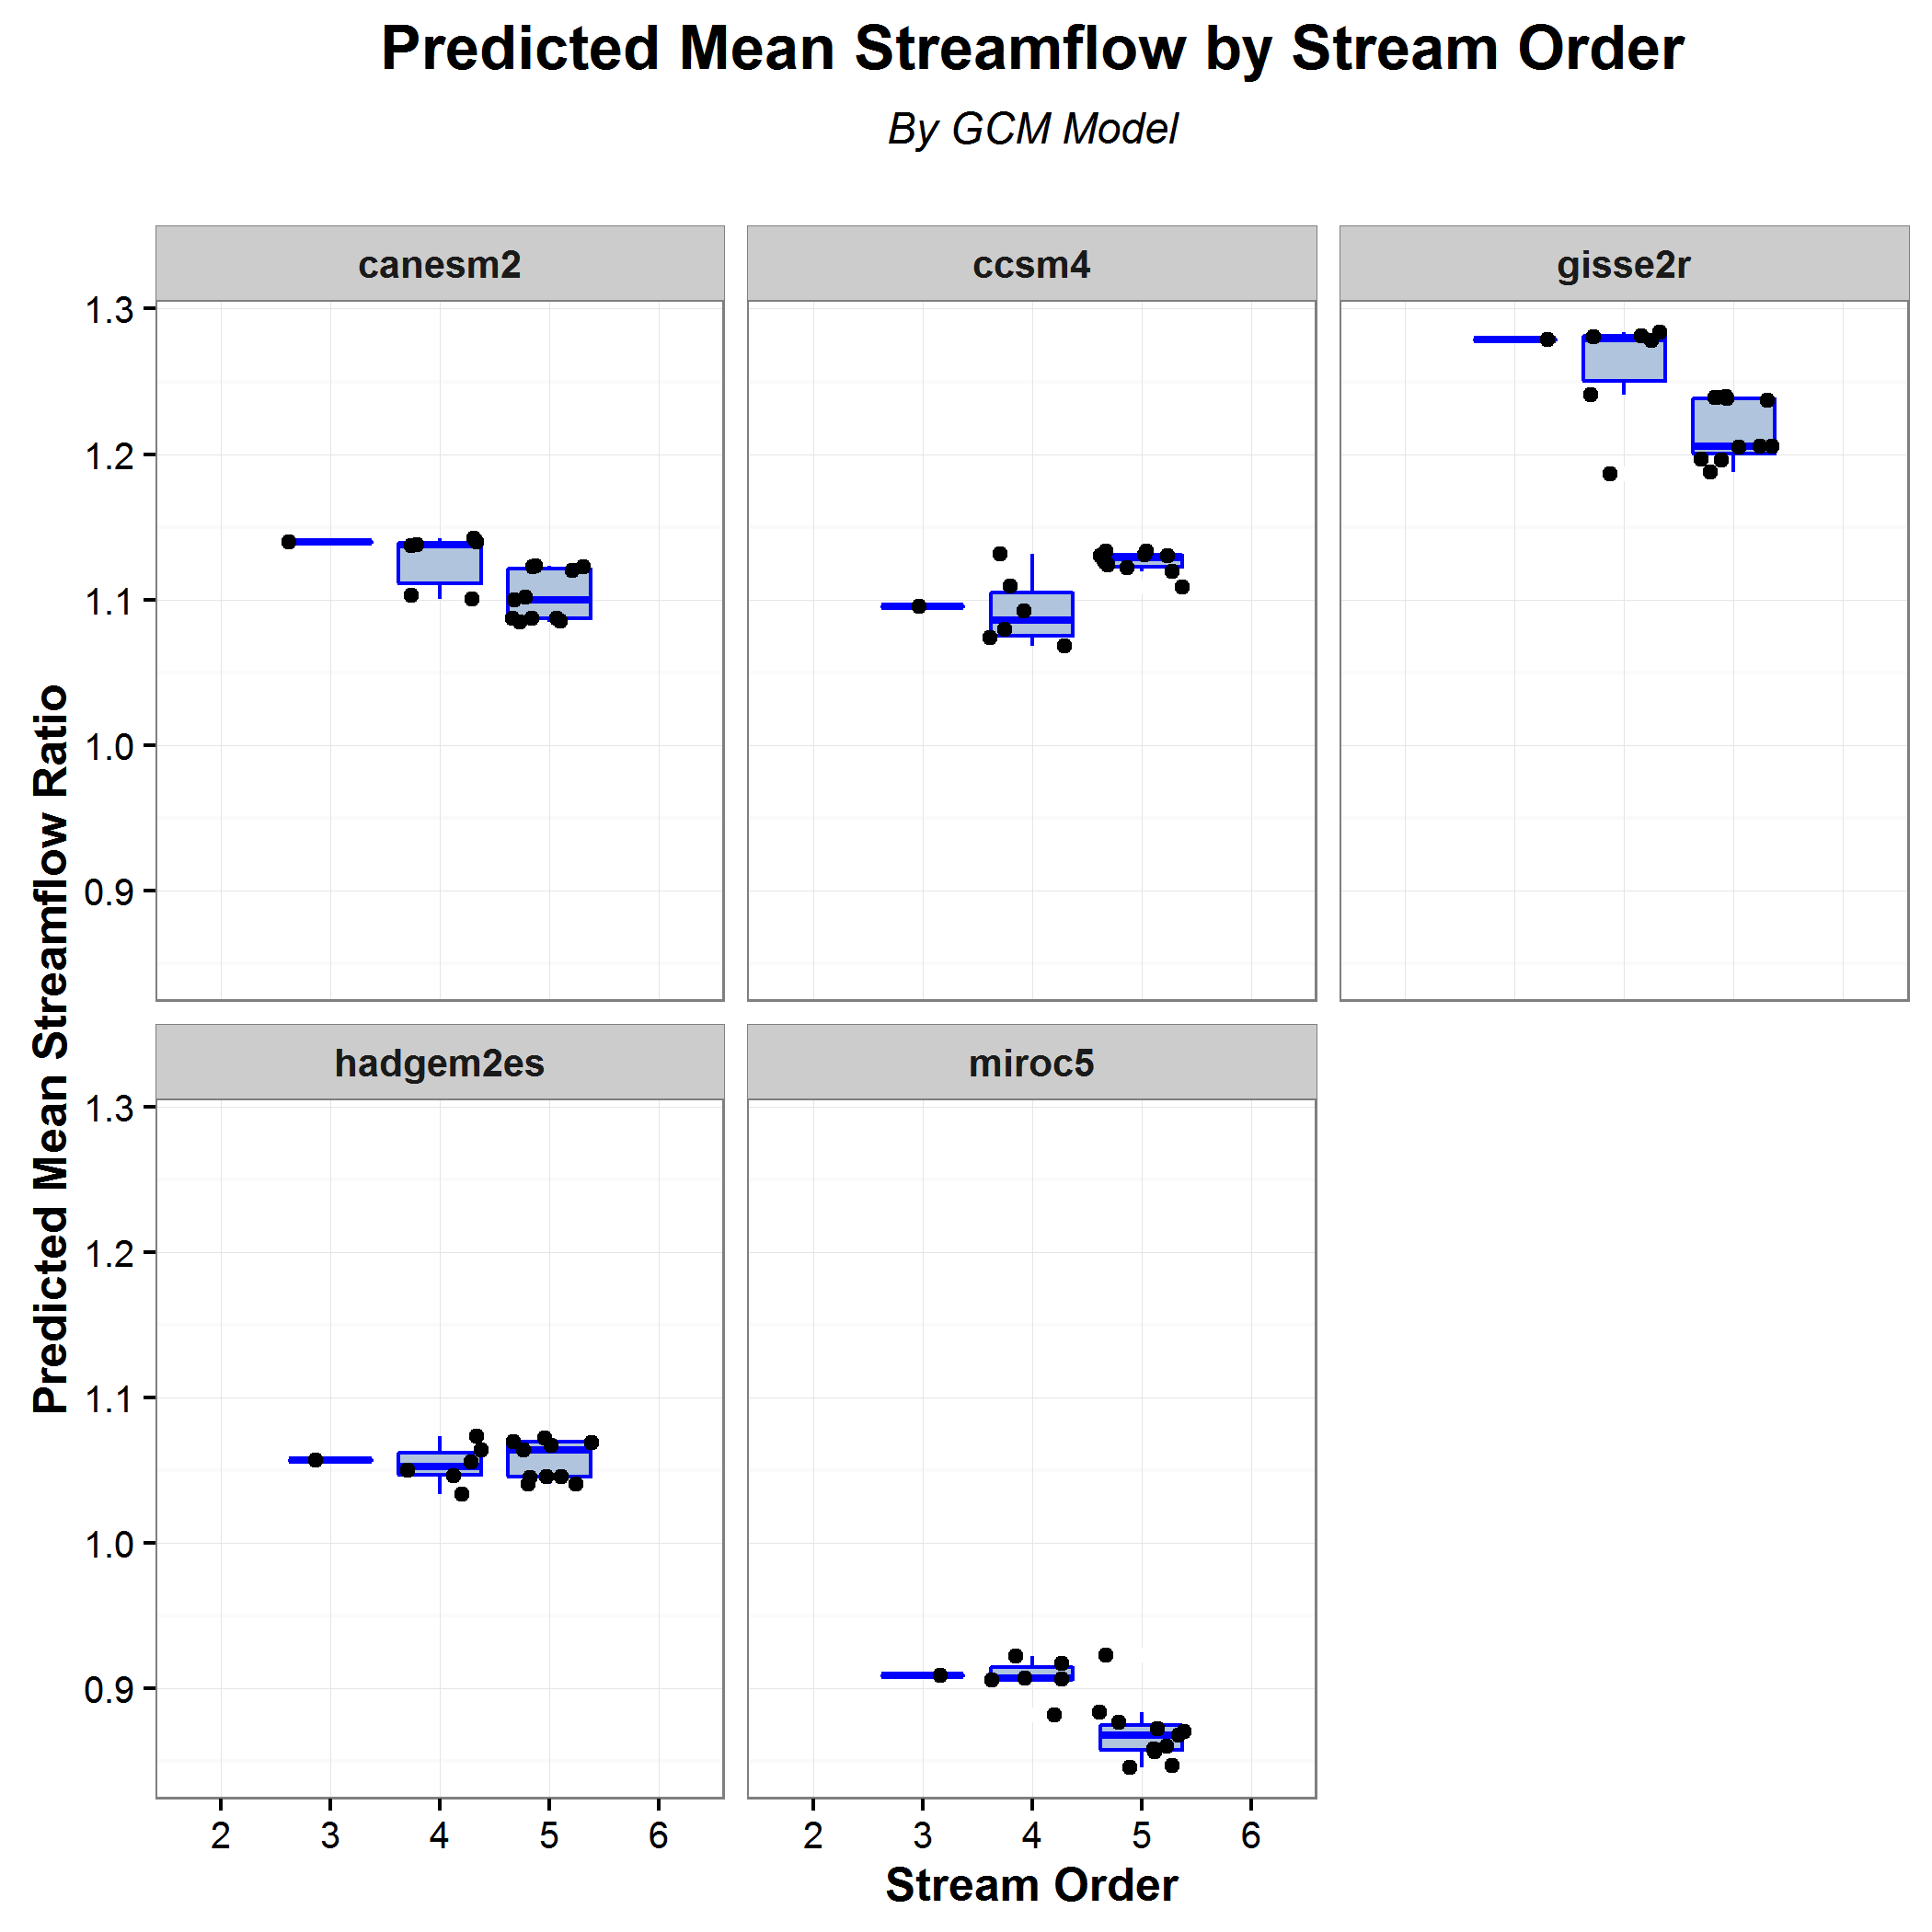 Predicted Mean Streamflow by Stream Order
By GCM Model
canesm2
ccsm4
gisse2r
1.3
1.2
1.1
1.0
0.9
Predicted Mean Streamflow Ratio
hadgem2es
miroc5
1.3
1.2
1.1
1.0
0.9
2 3 4 5 6
2 3 4 5 6
Stream Order